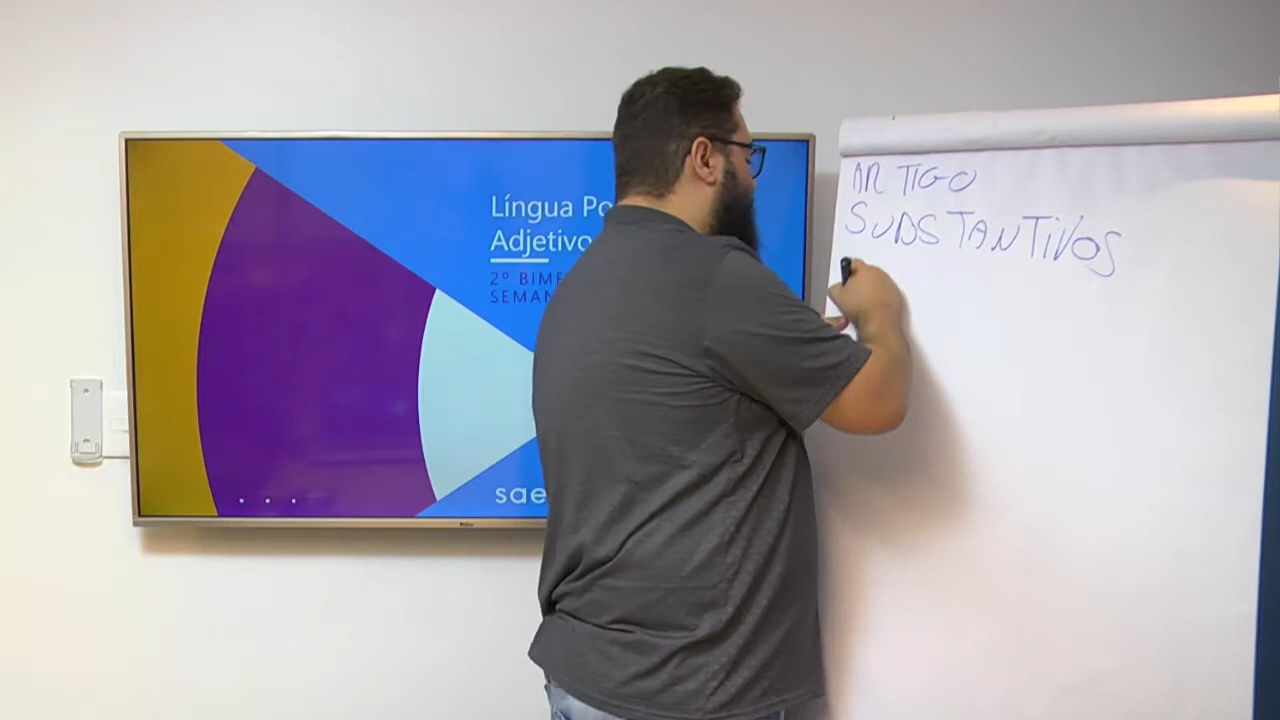 Língua Po
Adjetivo
2º BIME
SEMAN
sae
ARTIGO
SUBSTANTIVOS